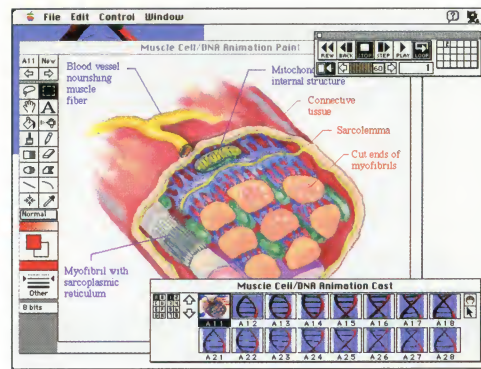 File Edit Control Window
Muscle Cell/DNA Animation Paint
REW BACK STOP STEP PLAY LOOP
60 1
All New
Blood vessel
nourishing
muscle
fiber
internal structure
Connective
tissue
Sarcolemma
Cut ends of
myofibrils
A
Normal
Myofibril with
sarcoplasmic
reticulum
Other
8 bits
Muscle Cell/DNA Animation Cast
A11 A12 A13 A14 A15 A16 A17 A18
A21 A22 A23 A24 A25 A26 A27 A28